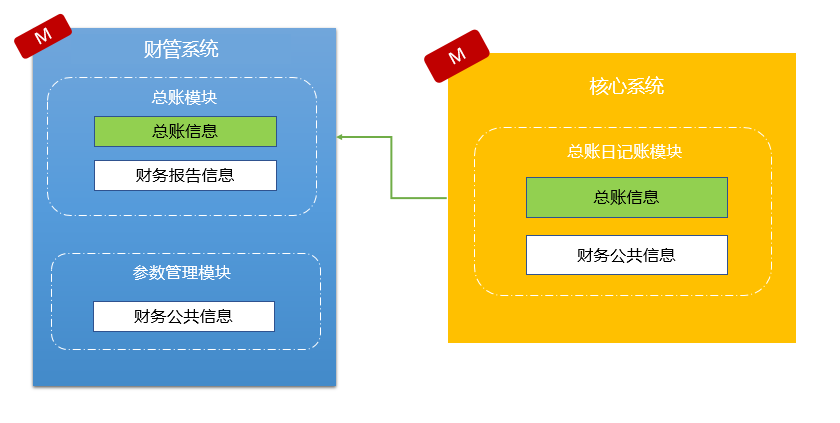 M
财管系统
总账模块
总账信息
财务报告信息
参数管理模块
财务公共信息
M
核心系统
总账日记账模块
总账信息
财务公共信息